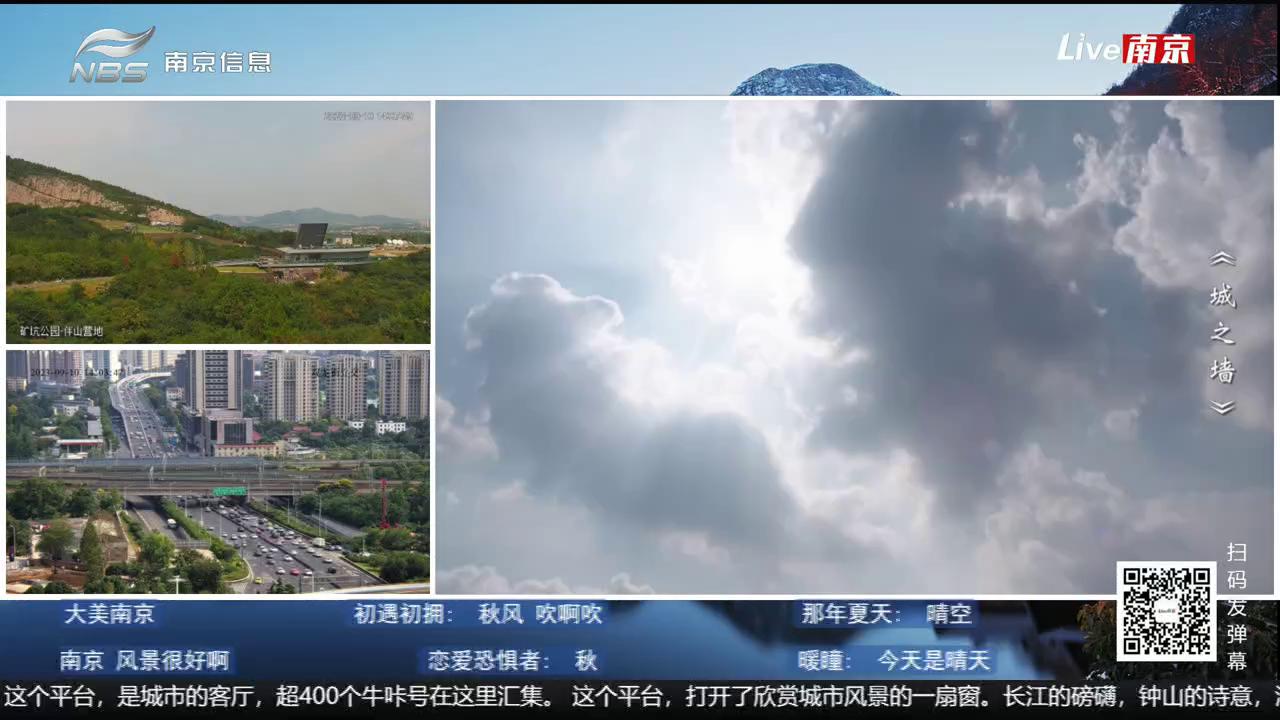 NBS 南京信息
Live南京
矿坑公园-伴山营地
2023-09-10 14:03:47
《城之墙》
扫码发弹幕
大美南京
初遇初拥： 秋风 吹啊吹
那年夏天： 晴空
南京 风景很好啊
恋爱恐惧者： 秋
暖瞳： 今天是晴天
这个平台，是城市的客厅，超400个牛咔号在这里汇集。 这个平台，打开了欣赏城市风景的一扇窗。长江的磅礴，钟山的诗意，